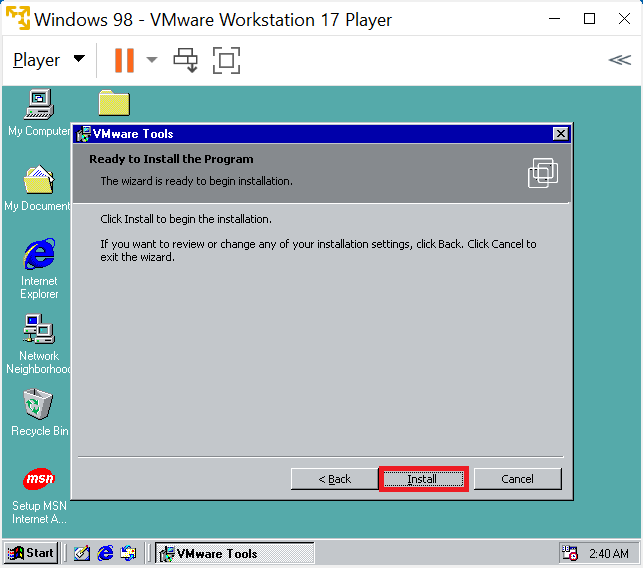 Windows 98 - VMware Workstation 17 Player
Player
My Computer
My Document
Internet
Explorer
Network
Neighborhood
Recycle Bin
msn
Setup MSN
Internet A...
VMware Tools
Ready to Install the Program
The wizard is ready to begin installation.
Click Install to begin the installation.
If you want to review or change any of your installation settings, click Back. Click Cancel to
exit the wizard.
< Back
Install
Cancel
Start
VMware Tools
2:40 AM